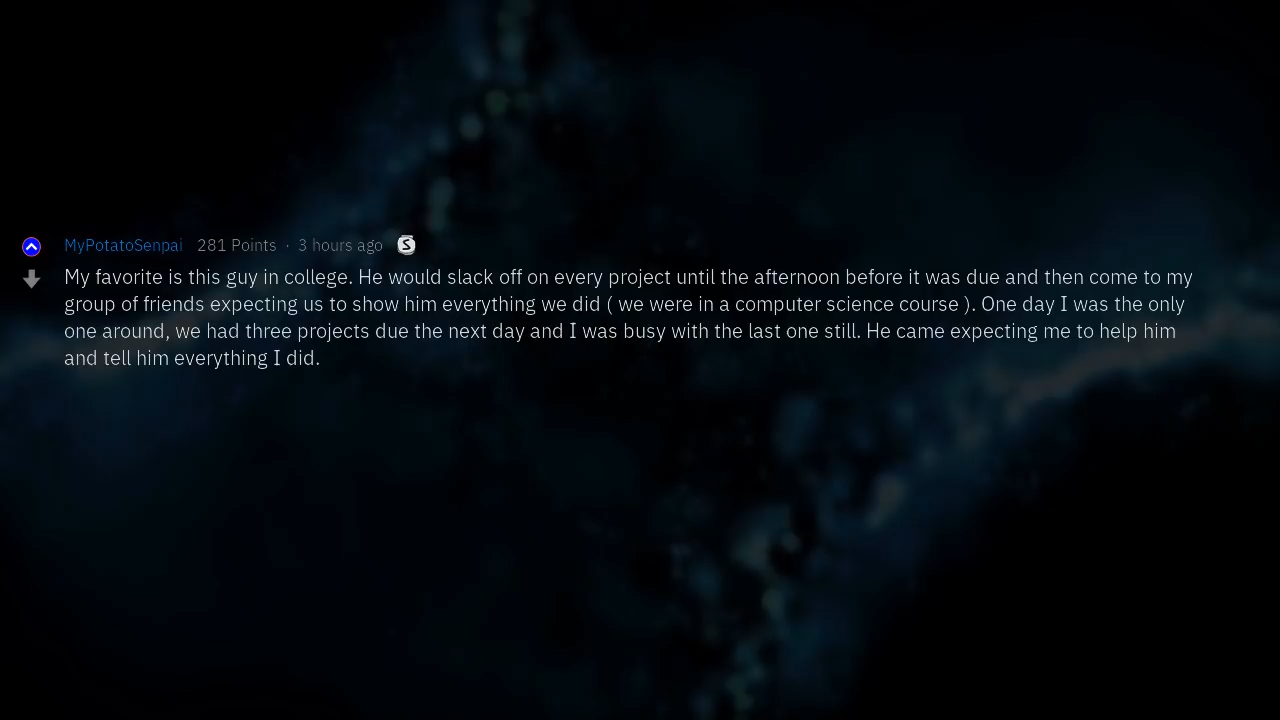 MyPotatoSenpai 281 Points · 3 hours ago S
My favorite is this guy in college. He would slack off on every project until the afternoon before it was due and then come to my
group of friends expecting us to show him everything we did ( we were in a computer science course ). One day I was the only
one around, we had three projects due the next day and I was busy with the last one still. He came expecting me to help him
and tell him everything I did.